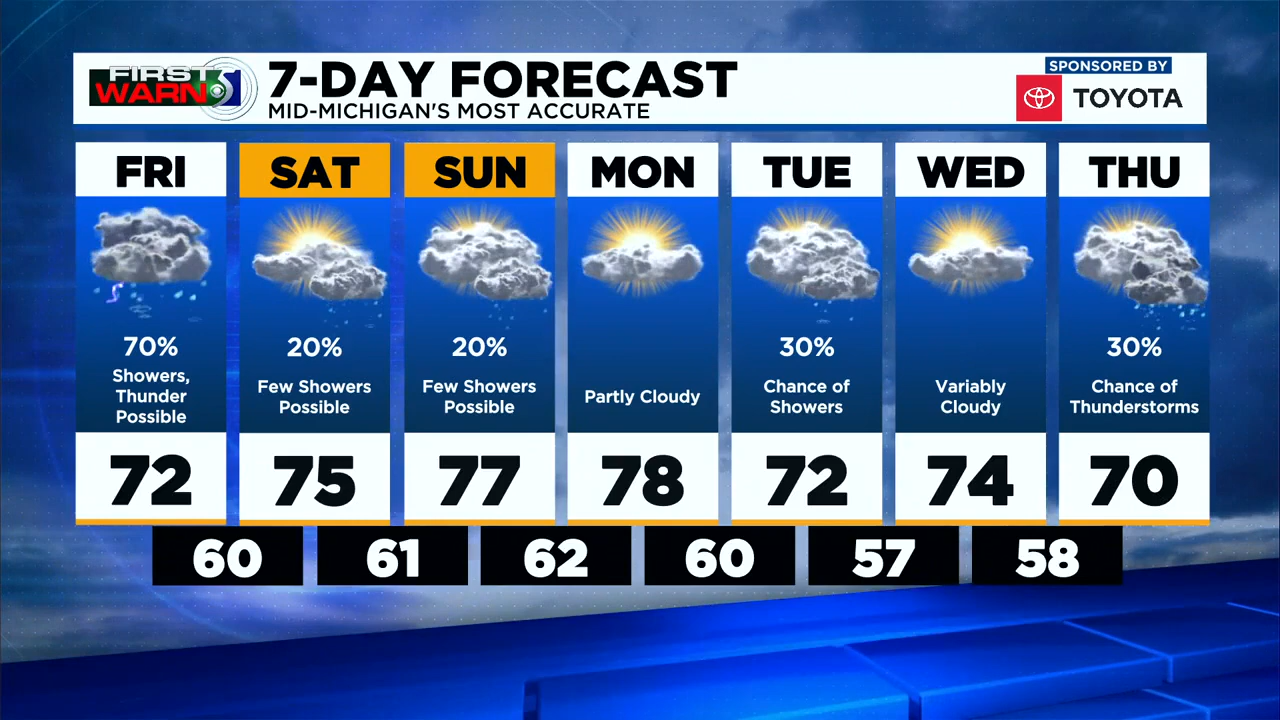 FIRST
WARN 5
7-DAY FORECAST
MID-MICHIGAN'S MOST ACCURATE
SPONSORED BY
TOYOTA
FRI
SAT
SUN
MON
TUE
WED
THU
70%
Showers,
Thunder
Possible
20%
Few Showers
Possible
20%
Few Showers
Possible
Partly Cloudy
30%
Chance of
Showers
Variably
Cloudy
30%
Chance of
Thunderstorms
72
75
77
78
72
74
70
60
61
62
60
57
58